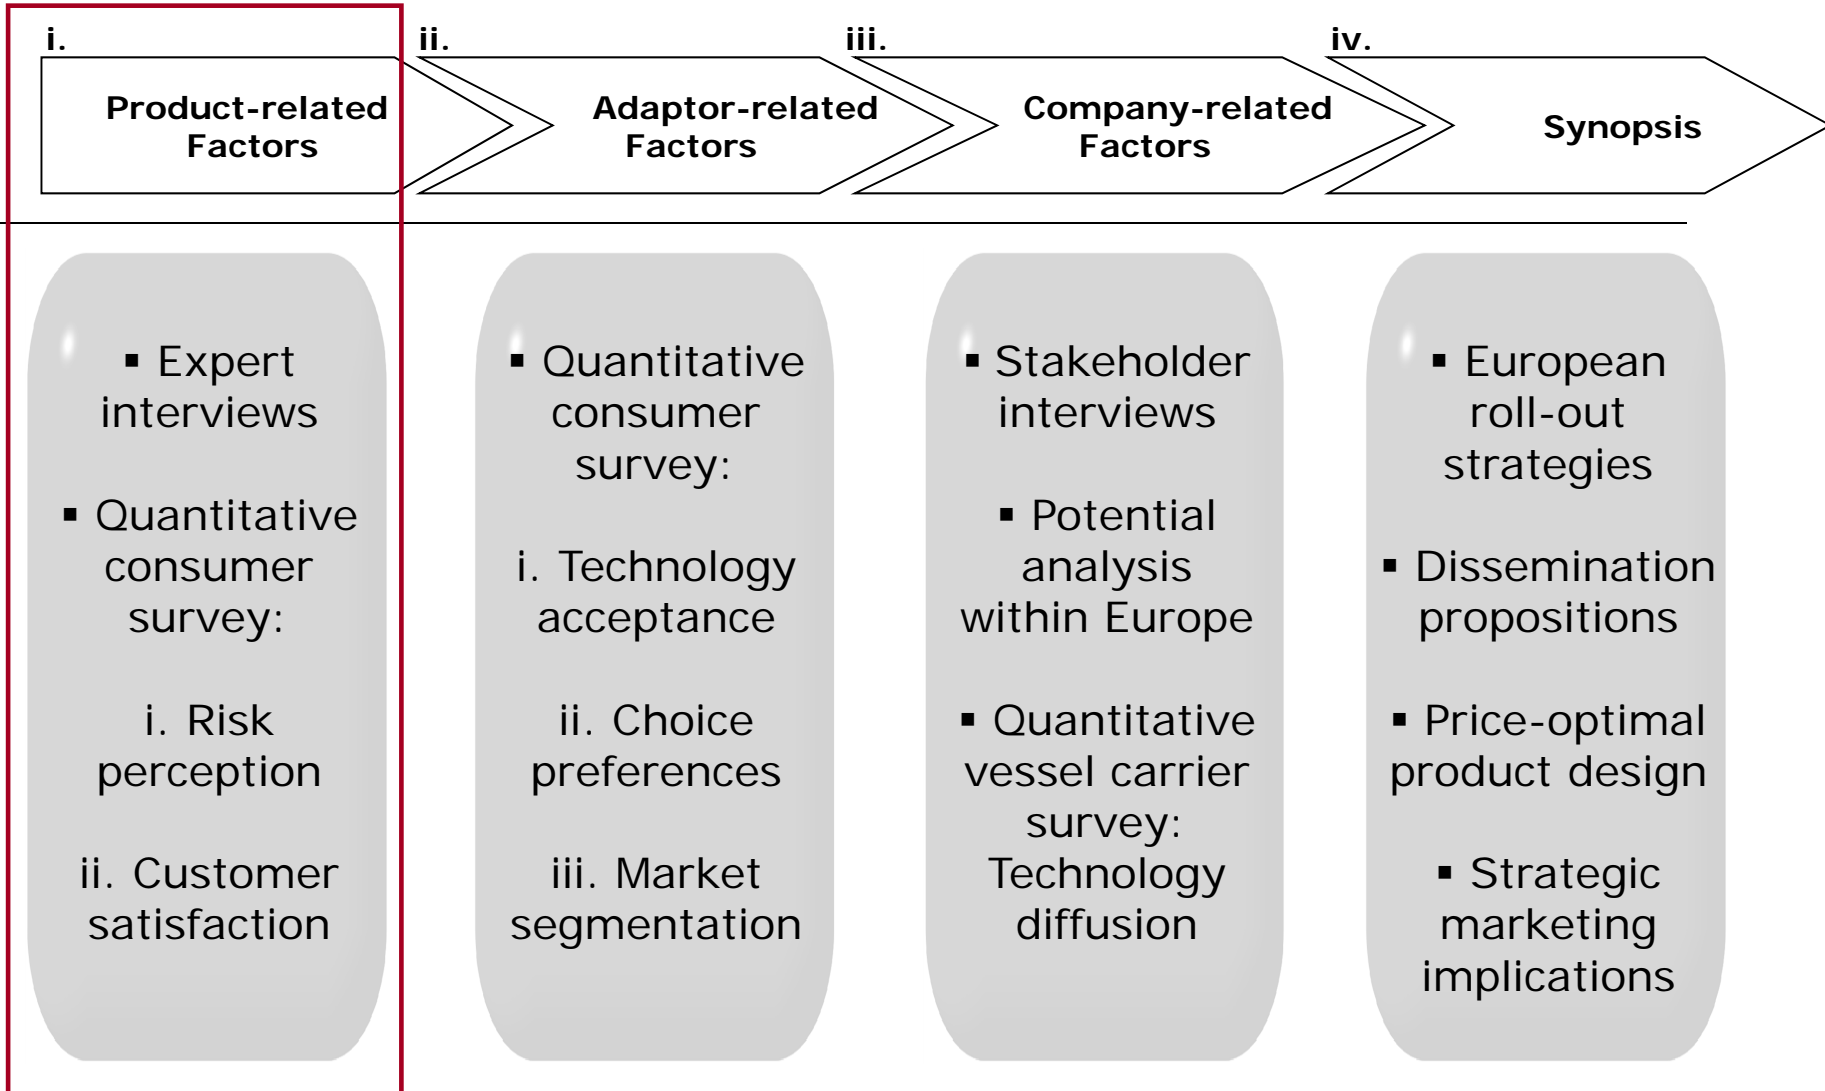 i.
Product-related
Factors
ii.
Adaptor-related
Factors
iii.
Company-related
Factors
iv.
Synopsis
▪ Expert
interviews
▪ Quantitative
consumer
survey:
i. Risk
perception
ii. Customer
satisfaction
▪ Quantitative
consumer
survey:
i. Technology
acceptance
ii. Choice
preferences
iii. Market
segmentation
▪ Stakeholder
interviews
▪ Potential
analysis
within Europe
▪ Quantitative
vessel carrier
survey:
Technology
diffusion
▪ European
roll-out
strategies
▪ Dissemination
propositions
▪ Price-optimal
product design
▪ Strategic
marketing
implications